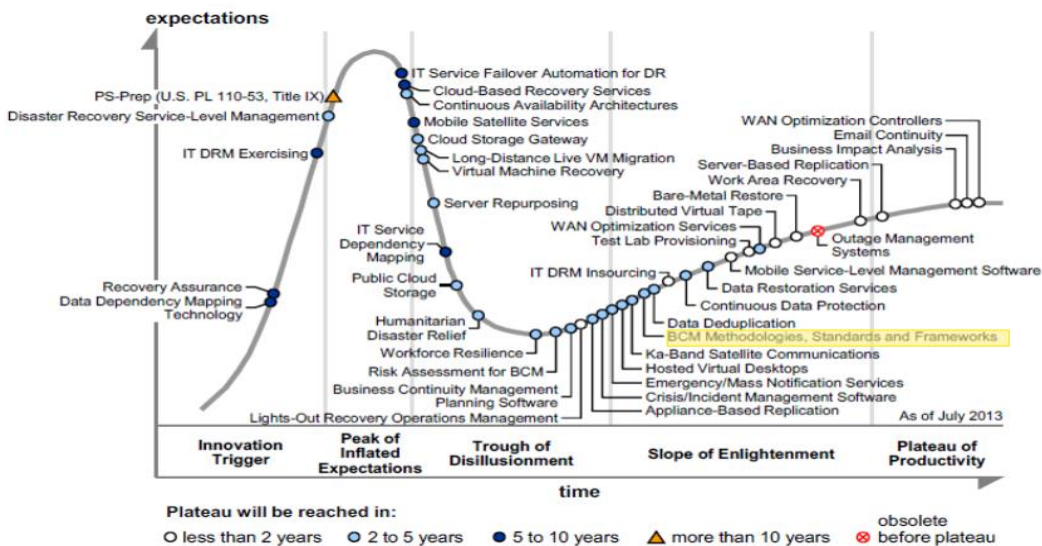 expectations
IT Service Failover Automation for DR
Cloud-Based Recovery Services
PS-Prep (U.S. PL 110-53, Title IX)
Continuous Availability Architectures
Disaster Recovery Service-Level Management
Mobile Satellite Services
WAN Optimization Controllers
Cloud Storage Gateway
Email Continuity
IT DRM Exercising
Long-Distance Live VM Migration
Business Impact Analysis
Virtual Machine Recovery
Server-Based Replication
Work Area Recovery
Bare-Metal Restore
Server Repurposing
Distributed Virtual Tape
IT Service
Dependency
Mapping
WAN Optimization Services
Test Lab Provisioning
Outage Management
Systems
Public Cloud
Storage
IT DRM Insourcing
Mobile Service-Level Management Software
Recovery Assurance
Data Dependency Mapping
Technology
Data Restoration Services
Continuous Data Protection
Humanitarian
Disaster Relief
Data Deduplication
BCM Methodologies, Standards and Frameworks
Workforce Resilience
Ka-Band Satellite Communications
Risk Assessment for BCM
Hosted Virtual Desktops
Business Continuity Management
Planning Software
Emergency/Mass Notification Services
Crisis/Incident Management Software
Lights-Out Recovery Operations Management
Appliance-Based Replication
As of July 2013
Innovation
Trigger
Peak of
Inflated
Expectations
Trough of
Disillusionment
Slope of Enlightenment
Plateau of
Productivity
time
Plateau will be reached in:
less than 2 years
2 to 5 years
5 to 10 years
more than 10 years
obsolete
before plateau